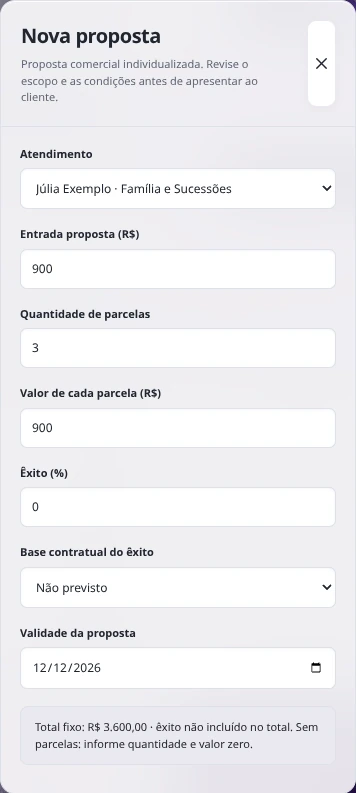 Nova proposta
Proposta comercial individualizada. Revise o
escopo e as condições antes de apresentar ao
cliente.
Atendimento
Júlia Exemplo · Família e Sucessões
Entrada proposta (R$)
900
Quantidade de parcelas
3
Valor de cada parcela (R$)
900
Êxito (%)
0
Base contratual do êxito
Não previsto
Validade da proposta
12/12/2026
Total fixo: R$ 3.600,00 · êxito não incluído no total. Sem
parcelas: informe quantidade e valor zero.